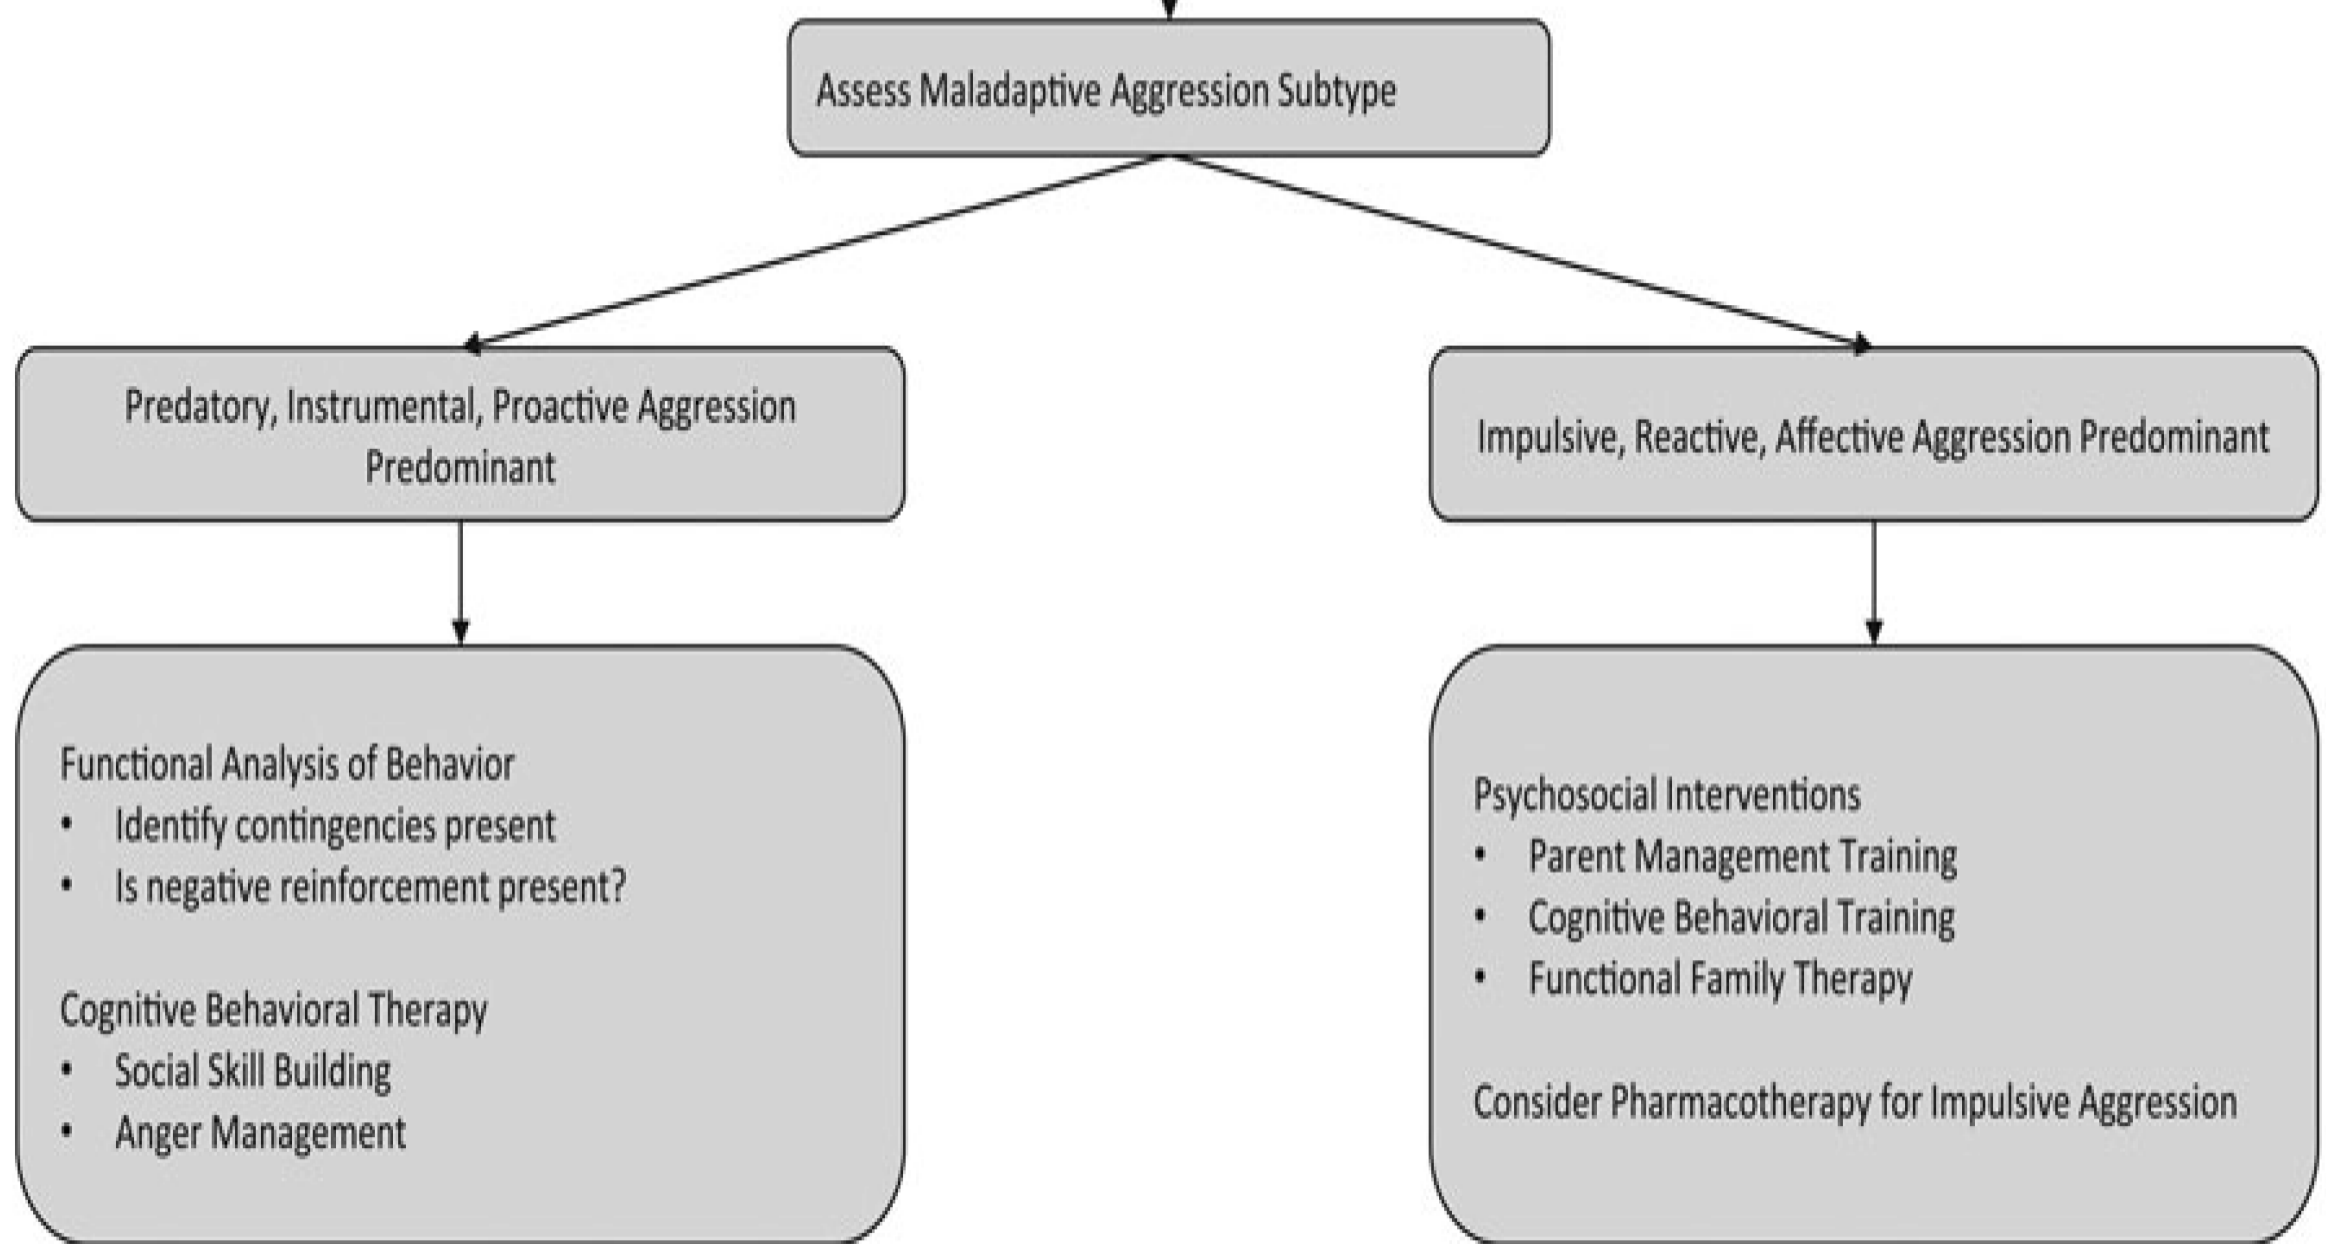 Assess Maladaptive Aggression Subtype
Predatory, Instrumental, Proactive Aggression
Predominant
Impulsive, Reactive, Affective Aggression Predominant
Functional Analysis of Behavior
• Identify contingencies present
• Is negative reinforcement present?
Cognitive Behavioral Therapy
• Social Skill Building
• Anger Management
Psychosocial Interventions
• Parent Management Training
• Cognitive Behavioral Training
• Functional Family Therapy
Consider Pharmacotherapy for Impulsive Aggression